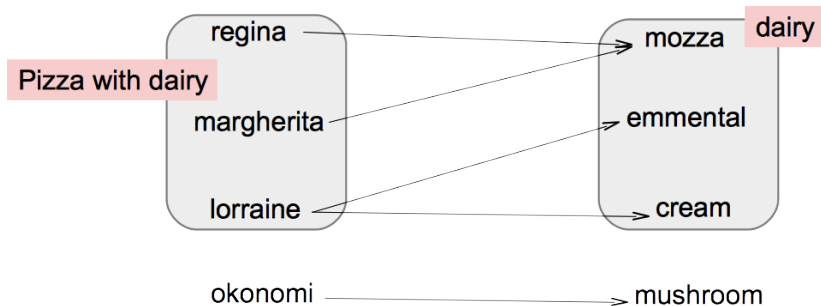 regina
mozza
dairy
Pizza with dairy
margherita
emmental
lorraine
cream
okonomi
mushroom